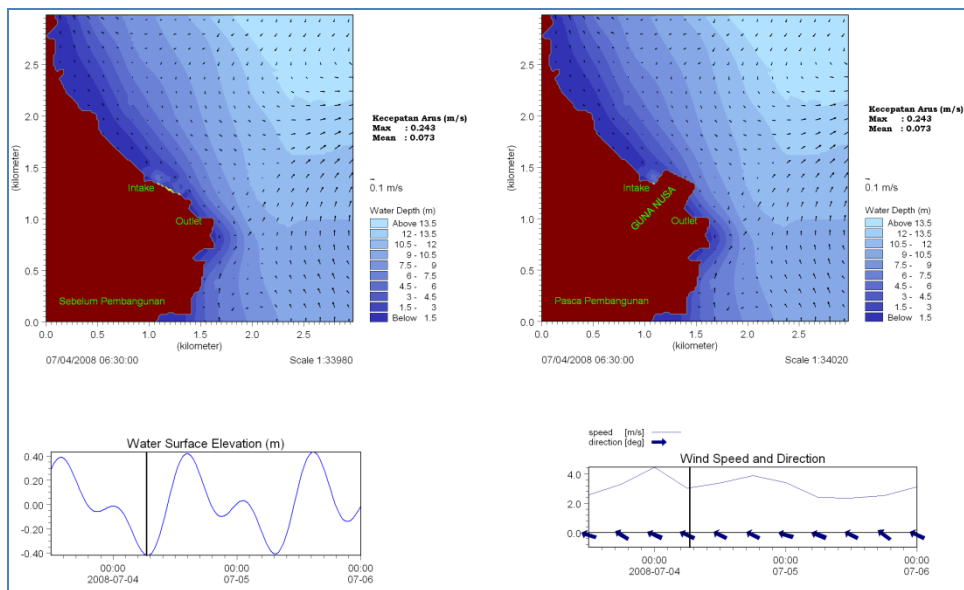 2.5
2.0
1.5
1.0
0.5
0.0
(kilometer)
Intake
Outlet
Sebelum Pembangunan
0.0 0.5 1.0 1.5 2.0 2.5
(kilometer)
07/04/2008 06:30:00 Scale 1:33980
Kecepatan Arus (m/s)
Max : 0.243
Mean : 0.073
0.1 m/s
Water Depth (m)
Above 13.5
12 - 13.5
10.5 - 12
9 - 10.5
7.5 - 9
6 - 7.5
4.5 - 6
3 - 4.5
1.5 - 3
Below 1.5
2.5
2.0
1.5
1.0
0.5
0.0
(kilometer)
Intake
GUNA NUSA
Outlet
Pasca Pembangunan
0.0 0.5 1.0 1.5 2.0 2.5
(kilometer)
07/04/2008 06:30:00 Scale 1:34020
Kecepatan Arus (m/s)
Max : 0.243
Mean : 0.073
0.1 m/s
Water Depth (m)
Above 13.5
12 - 13.5
10.5 - 12
9 - 10.5
7.5 - 9
6 - 7.5
4.5 - 6
3 - 4.5
1.5 - 3
Below 1.5
Water Surface Elevation (m)
0.40
0.20
0.00
-0.20
-0.40
00:00 00:00 00:00
2008-07-04 07-05 07-06
speed [m/s]
direction [deg]
Wind Speed and Direction
4.0
2.0
0.0
00:00 00:00 00:00
2008-07-04 07-05 07-06